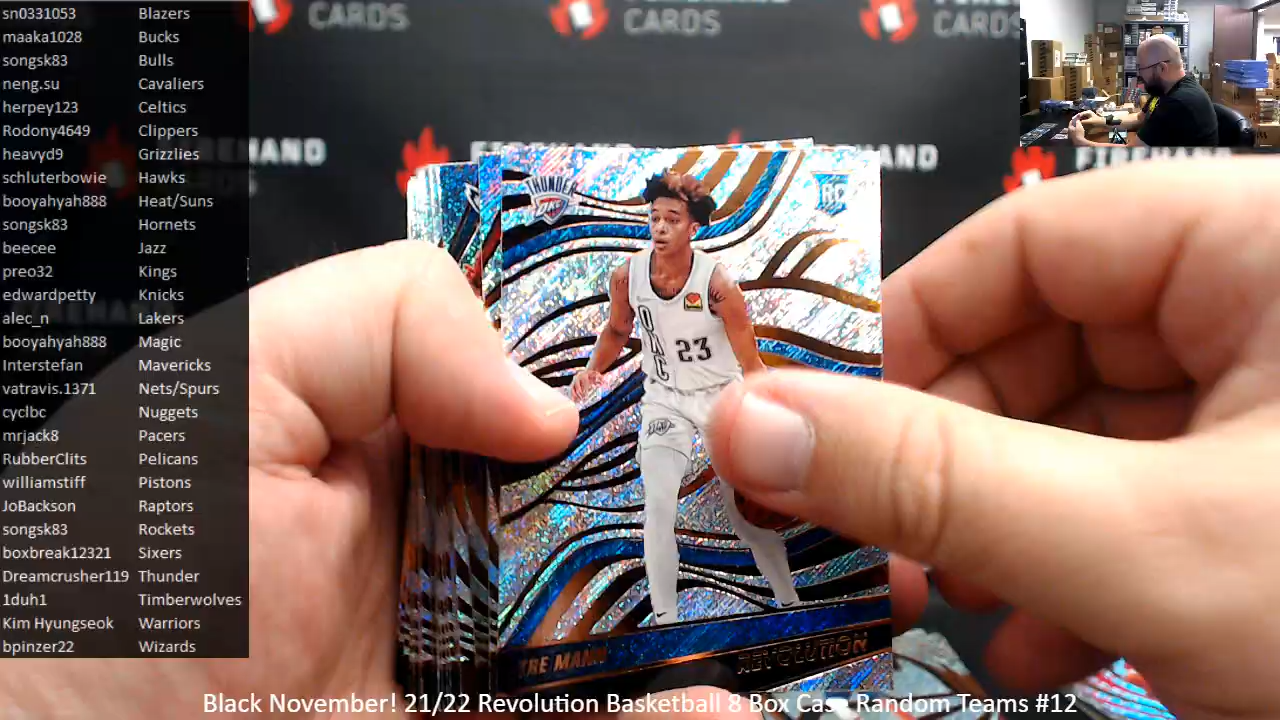 sn0331053 Blazers
maaka1028 Bucks
songsk83 Bulls
neng.su Cavaliers
herpey123 Celtics
Rodony4649 Clippers
heavyd9 Grizzlies
schluterbowie Hawks
booyahyah888 Heat/Suns
songsk83 Hornets
beecee Jazz
preo32 Kings
edwardpetty Knicks
alec_n Lakers
booyahyah888 Magic
Interstefan Mavericks
vatravis.1371 Nets/Spurs
cyclbc Nuggets
mrjack8 Pacers
RubberClits Pelicans
williamstiff Pistons
JoBackson Raptors
songsk83 Rockets
boxbreak12321 Sixers
Dreamcrusher119 Thunder
1duh1 Timberwolves
Kim Hyungseok Warriors
bpinzer22 Wizards
CARDS
CARDS
CARDS
THUNDER
OKC
RC
OKC
23
TRE MANN
REVOLUTION
Black November! 21/22 Revolution Basketball 8 Box Case Random Teams #12